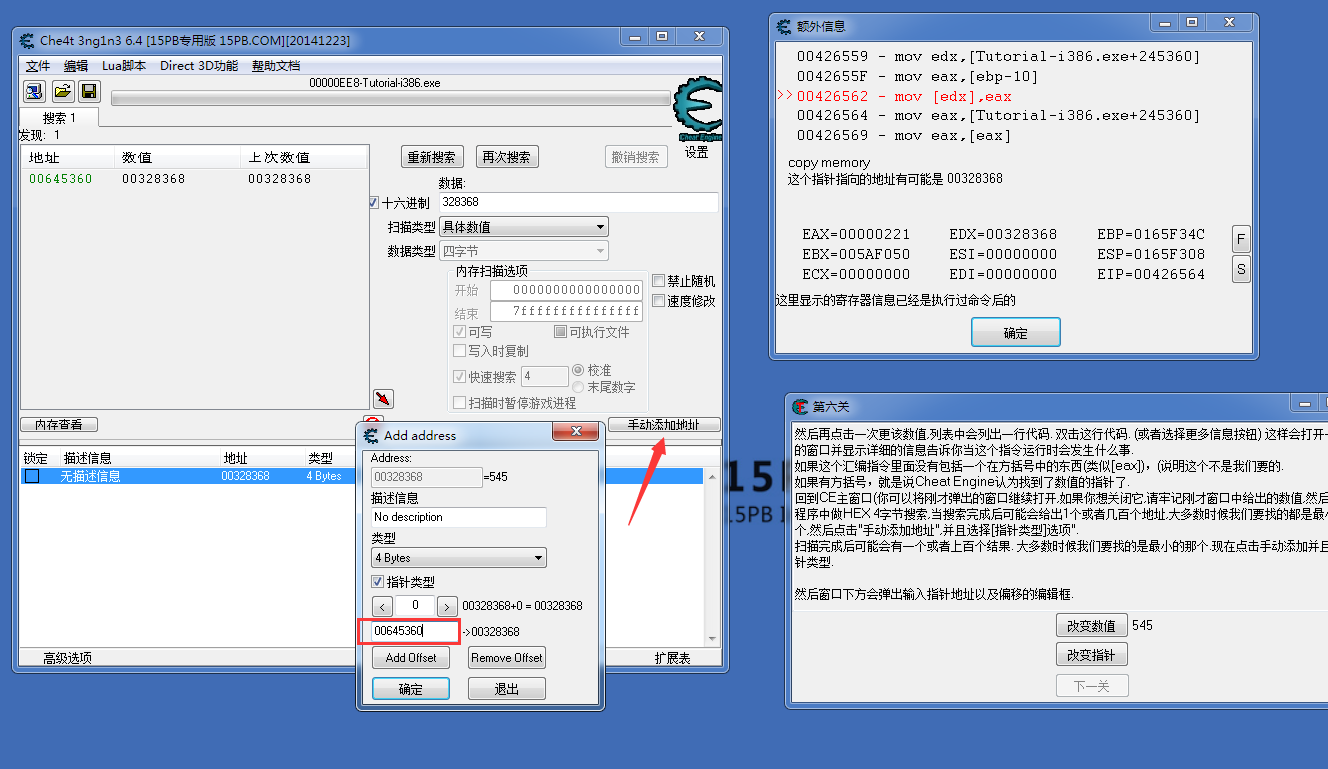 Che4t 3ng1n3 6.4 [15PB专用版 15PB.COM][20141223]
文件 编辑 Lua脚本 Direct 3D功能 帮助文档
00000EE8-Tutorial-i386.exe
搜索 1
发现: 1
地址 数值 上次数值
00645360 00328368 00328368
重新搜索 再次搜索 撤销搜索
Cheat Engine
设置
数据:
十六进制 328368
扫描类型 具体数值
数据类型 四字节
内存扫描选项
开始 0000000000000000
结束 7fffffffffffffff
可写 可执行文件
写入时复制
快速搜索 4 校准
末尾数字
扫描时暂停游戏进程
禁止随机
速度修改
内存查看
手动添加地址
锁定 描述信息 地址 类型
无描述信息 00328368 4 Bytes
高级选项
扩展表
Add address
Address:
00328368 =545
描述信息
No description
类型
4 Bytes
指针类型
< 0 > 00328368+0 = 00328368
00645360 ->00328368
Add Offset Remove Offset
确定 退出
15
15PB I
额外信息
00426559 - mov edx,[Tutorial-i386.exe+245360]
0042655F - mov eax,[ebp-10]
>>00426562 - mov [edx],eax
00426564 - mov eax,[Tutorial-i386.exe+245360]
00426569 - mov eax,[eax]
copy memory
这个指针指向的地址有可能是 00328368
EAX=00000221 EDX=00328368 EBP=0165F34C
EBX=005AF050 ESI=00000000 ESP=0165F308
ECX=00000000 EDI=00000000 EIP=00426564
F
S
这里显示的寄存器信息已经是执行过命令后的
确定
第六关
然后再点击一次更该数值,列表中会列出一行代码. 双击这行代码. (或者选择更多信息按钮) 这样会打开一
的窗口并显示详细的信息告诉你当这个指令运行时会发生什么事.
如果这个汇编指令里面没有包括一个在方括号中的东西(类似[eax])，(说明这个不是我们要的.
如果有方括号，就是说Cheat Engine认为找到了数值的指针了.
回到CE主窗口(你可以将刚才弹出的窗口继续打开,如果你想关闭它,请牢记刚才窗口中给出的数值,然后
程序中做HEX 4字节搜索,当搜索完成后可能会给出1个或者几百个地址,大多数时候我们要找的都是最小
个,然后点击"手动添加地址",并且选择[指针类型]选项"
扫描完成后可能会有一个或者上百个结果. 大多数时候我们要找的是最小的那个.现在点击手动添加并且
针类型.
然后窗口下方会弹出输入指针地址以及偏移的编辑框.
改变数值 545
改变指针
下一关